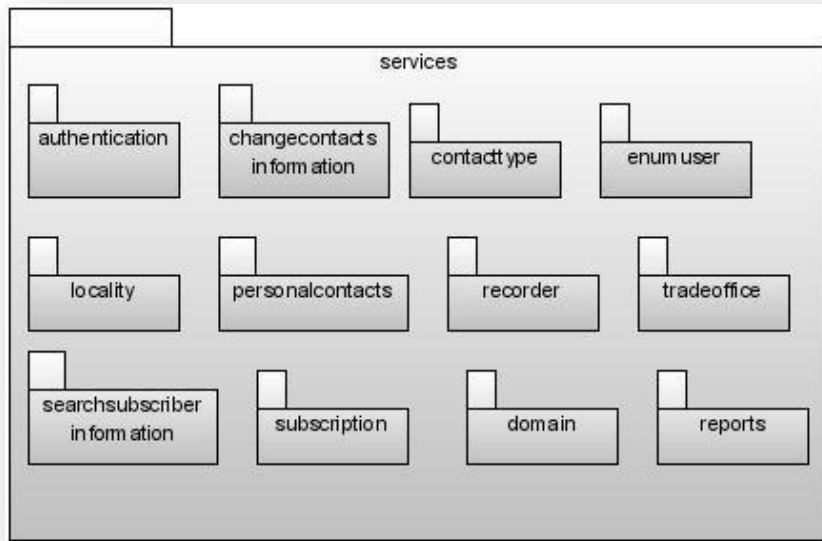 services
authentication
changecontacts
information
contacttype
enumuser
locality
personalcontacts
recorder
tradeoffice
searchsubscriber
information
subscription
domain
reports